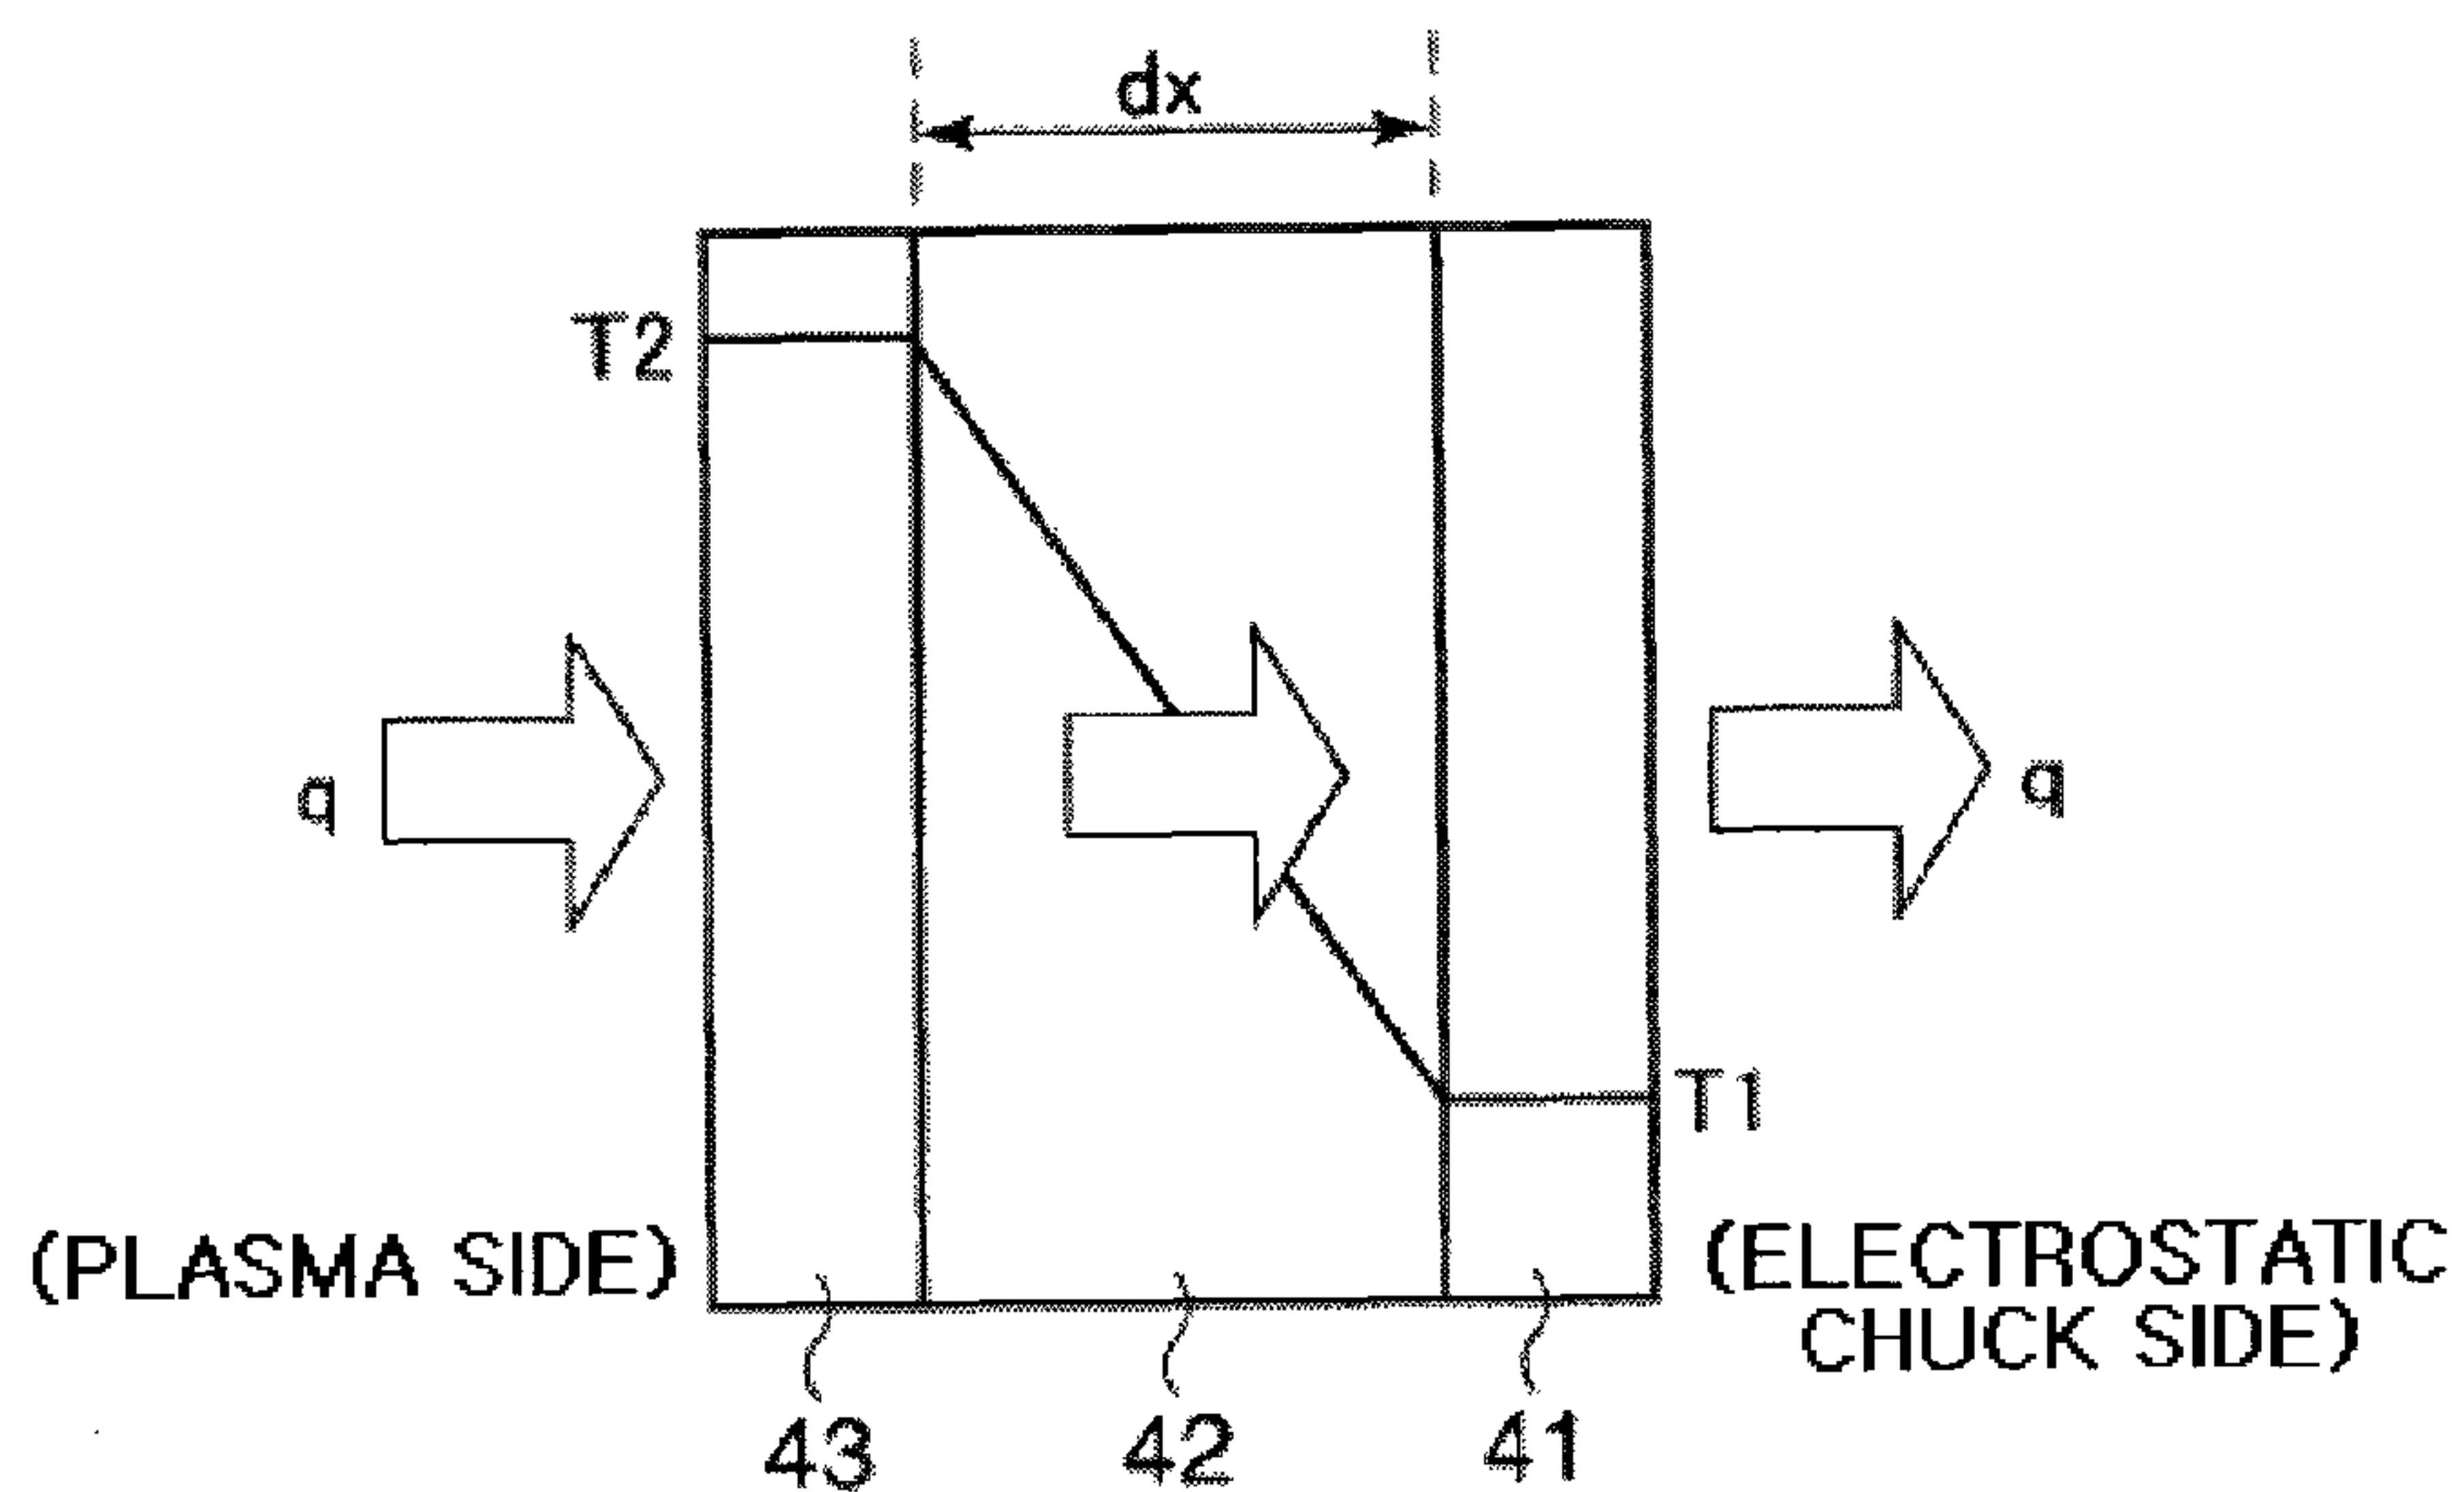 dx
T2
q
q
T1
(PLASMA SIDE)
(ELECTROSTATIC
CHUCK SIDE)
43
42
41